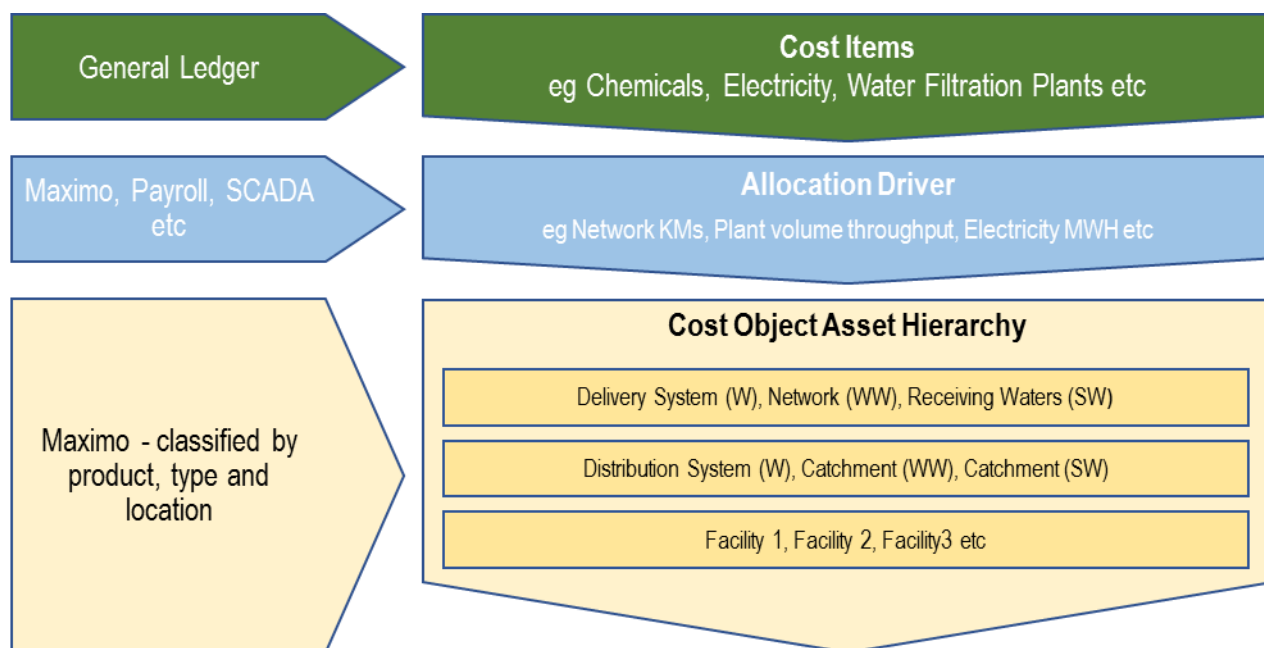 General Ledger
Cost Items
eg Chemicals, Electricity, Water Filtration Plants etc
Maximo, Payroll, SCADA
etc
Allocation Driver
eg Network KMs, Plant volume throughput, Electricity MWH etc
Maximo - classified by
product, type and
location
Cost Object Asset Hierarchy
Delivery System (W), Network (WW), Receiving Waters (SW)
Distribution System (W), Catchment (WW), Catchment (SW)
Facility 1, Facility 2, Facility3 etc